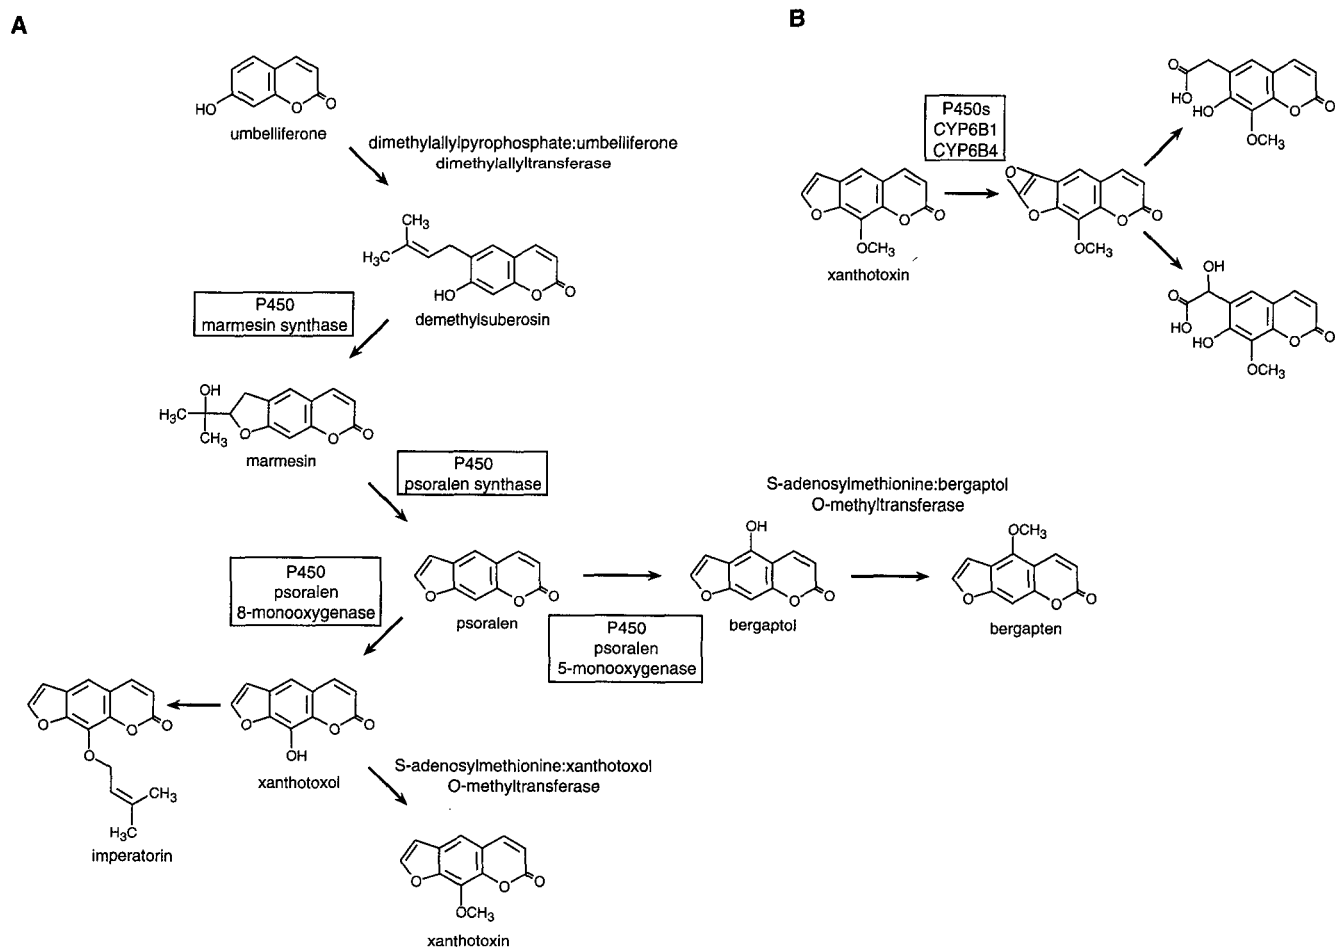 A
B
HO
O
O
umbelliferone
dimethylallylpyrophosphate:umbelliferone
dimethylallyltransferase
CH3
H3C
HO
O
O
demethylsuberosin
P450
marmesin synthase
OH
H3C
CH3
O
O
O
marmesin
P450
psoralen synthase
O
O
O
psoralen
P450
psoralen
8-monooxygenase
P450
psoralen
5-monooxygenase
OH
O
O
O
bergaptol
S-adenosylmethionine:bergaptol
O-methyltransferase
OCH3
O
O
O
bergapten
O
O
O
OH
xanthotoxol
O
O
O
O
CH3
H3C
imperatorin
S-adenosylmethionine:xanthotoxol
O-methyltransferase
O
O
O
OCH3
xanthotoxin
O
O
O
OCH3
xanthotoxin
P450s
CYP6B1
CYP6B4
O
O
O
O
OCH3
O
OH
HO
O
O
OCH3
OH
O
OH
HO
O
O
OCH3